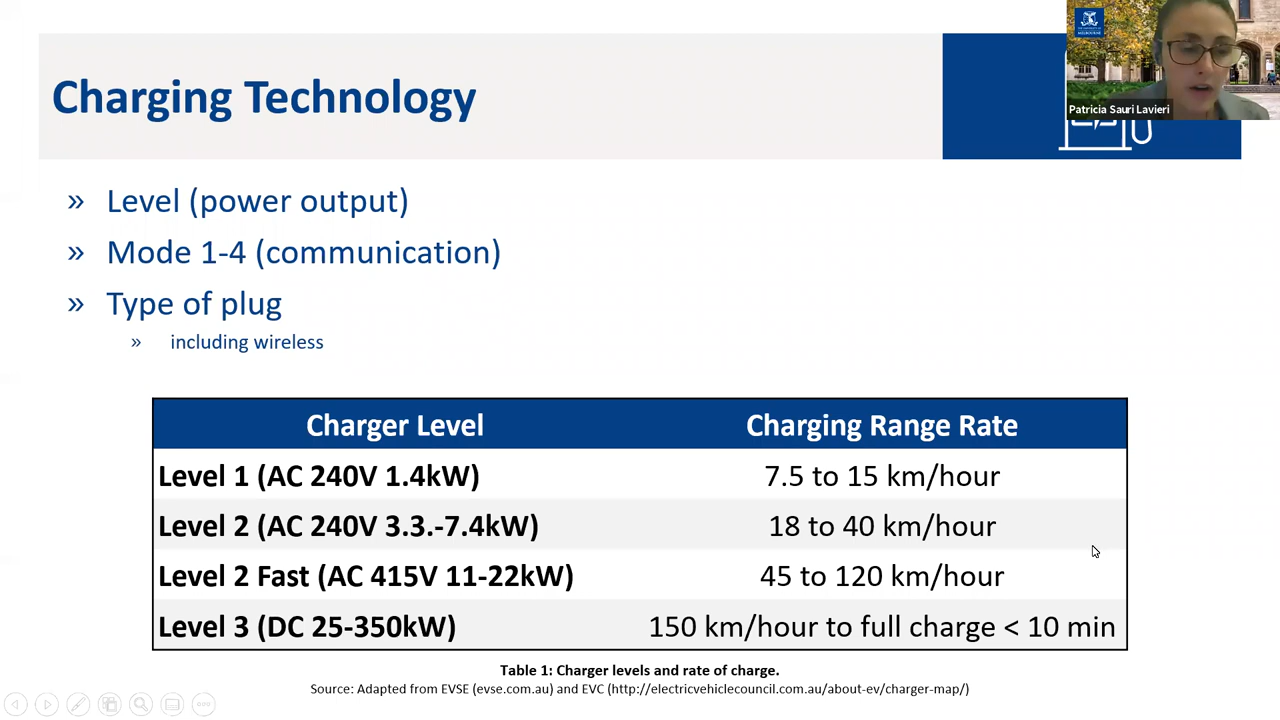 Charging Technology
MELBOURNE
Patricia Sauri Lavieri
» Level (power output)
» Mode 1-4 (communication)
» Type of plug
» including wireless
Charger Level Charging Range Rate
Level 1 (AC 240V 1.4kW) 7.5 to 15 km/hour
Level 2 (AC 240V 3.3.-7.4kW) 18 to 40 km/hour
Level 2 Fast (AC 415V 11-22kW) 45 to 120 km/hour
Level 3 (DC 25-350kW) 150 km/hour to full charge < 10 min
Table 1: Charger levels and rate of charge.
Source: Adapted from EVSE (evse.com.au) and EVC (http://electricvehiclecouncil.com.au/about-ev/charger-map/)